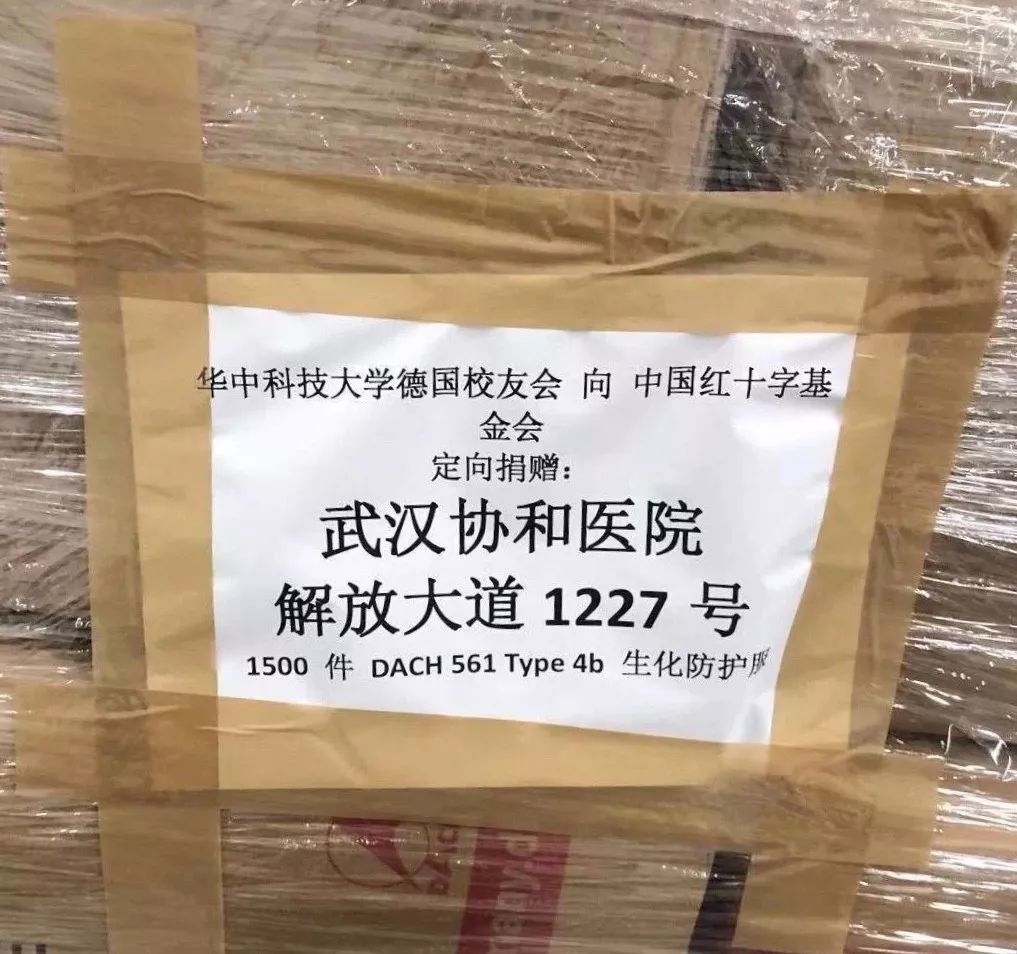 华中科技大学德国校友会 向 中国红十字基
金会
定向捐赠：
武汉协和医院
解放大道 1227 号
1500 件 DACH 561 Type 4b 生化防护服